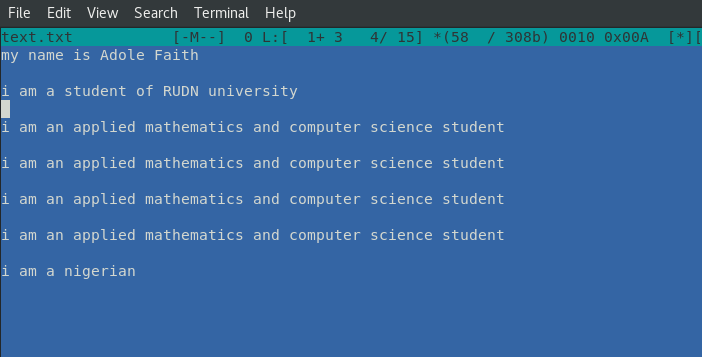 File Edit View Search Terminal Help
text.txt [-M--] 0 L:[ 1+ 3 4/ 15] *(58 / 308b) 0010 0x00A [*][
my name is Adole Faith
i am a student of RUDN university
i am an applied mathematics and computer science student
i am an applied mathematics and computer science student
i am an applied mathematics and computer science student
i am an applied mathematics and computer science student
i am a nigerian